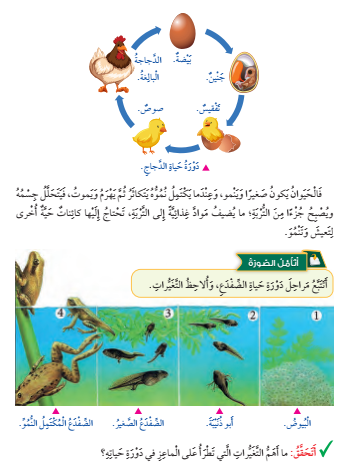 بَيْضَةٌ.
جَنْيْنٌ.
تَفْقيسٌ.
صوصٌ.
الدَّجاجَةُ
الْبالِغَةُ.
دَوْرَةُ حَياةِ الدَّجاجِ.
فَالْحَيَوانُ يَكونُ صَغيرًا وَيَنْمو، وَعِنْدَما يَكْتَمِلُ نُمُوُّهُ يَتَكاثَرُ ثُمَّ يَهْرَمُ وَيَموتُ، فَيَتَحَلَّلُ جِسْمُهُ
وَيُصْبِحُ جُزْءًا مِنَ التُّرْبَةِ؛ ما يُضيفُ مَوادَّ غِذائِيَّةً إِلى التُّرْبَةِ، تَحْتاجُ إِلَيْها كائِناتٌ حَيَّةٌ أُخْرى
لِتَعيشَ وَتَنْمُوَ.
أتَأَمَّلُ الصّورَةَ
أَتَتَبَّعُ مَراحِلَ دَوْرَةِ حَياةِ الضِّفْدَعِ، وَأُلاحِظُ التَّغَيُّراتِ.
1
2
3
4
الْبُيوضُ.
أَبو ذُنَيْبَةَ.
الضِّفْدَعُ الصَّغيرُ.
الضِّفْدَعُ الْمُكْتَمِلُ النُّمُوِّ.
أَتَحَقَّقُ: ما أَهَمُّ التَّغَيُّراتِ الَّتي تَطْرَأُ عَلى الْماعِزِ في دَوْرَةِ حَياتِهِ؟